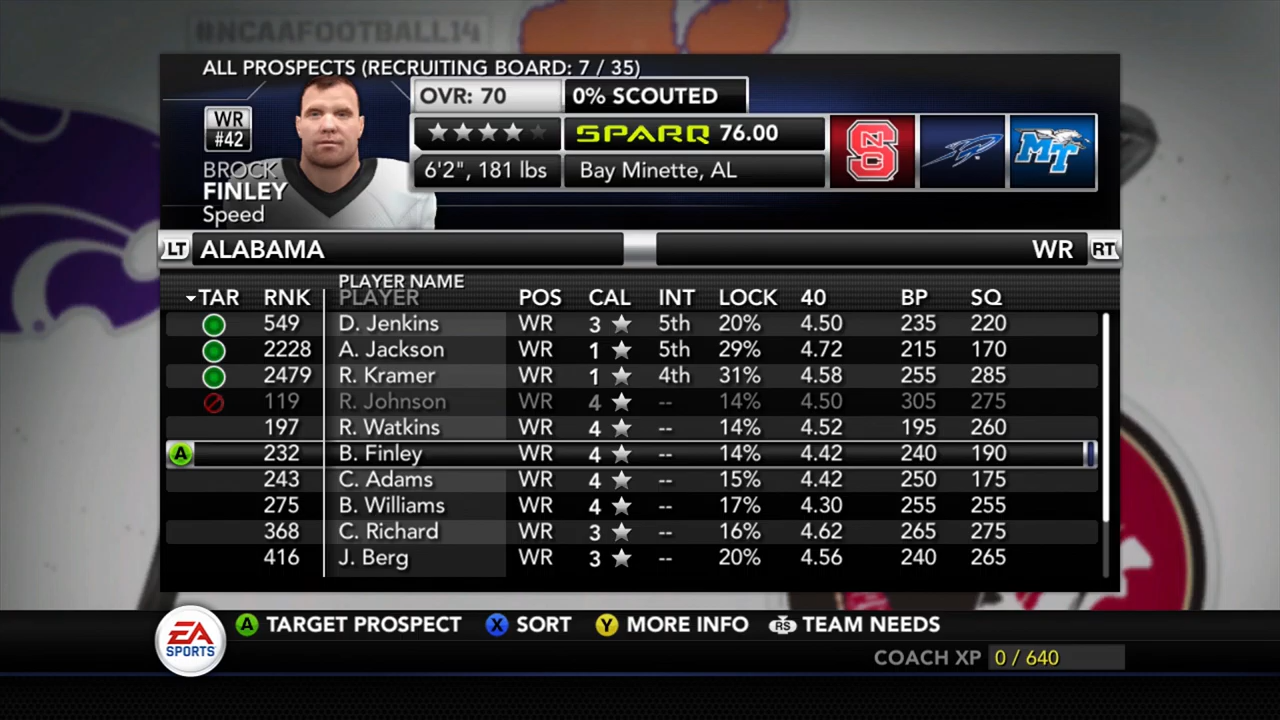 #NCAAFOOTBALL14
ALL PROSPECTS (RECRUITING BOARD: 7 / 35)
WR
#42
BROCK
FINLEY
Speed
OVR: 70
0% SCOUTED
SPARQ 76.00
6'2", 181 lbs
Bay Minette, AL
S
MT
LT ALABAMA WR RT
PLAYER NAME
TAR RNK PLAYER POS CAL INT LOCK 40 BP SQ
549 D. Jenkins WR 3 ★ 5th 20% 4.50 235 220
2228 A. Jackson WR 1 ★ 5th 29% 4.72 215 170
2479 R. Kramer WR 1 ★ 4th 31% 4.58 255 285
119 R. Johnson WR 4 ★ -- 14% 4.50 305 275
197 R. Watkins WR 4 ★ -- 14% 4.52 195 260
A 232 B. Finley WR 4 ★ -- 14% 4.42 240 190
243 C. Adams WR 4 ★ -- 15% 4.42 250 175
275 B. Williams WR 4 ★ -- 17% 4.30 255 255
368 C. Richard WR 3 ★ -- 16% 4.62 265 275
416 J. Berg WR 3 ★ -- 20% 4.56 240 265
EA
SPORTS
A TARGET PROSPECT X SORT Y MORE INFO RS TEAM NEEDS
COACH XP 0 / 640